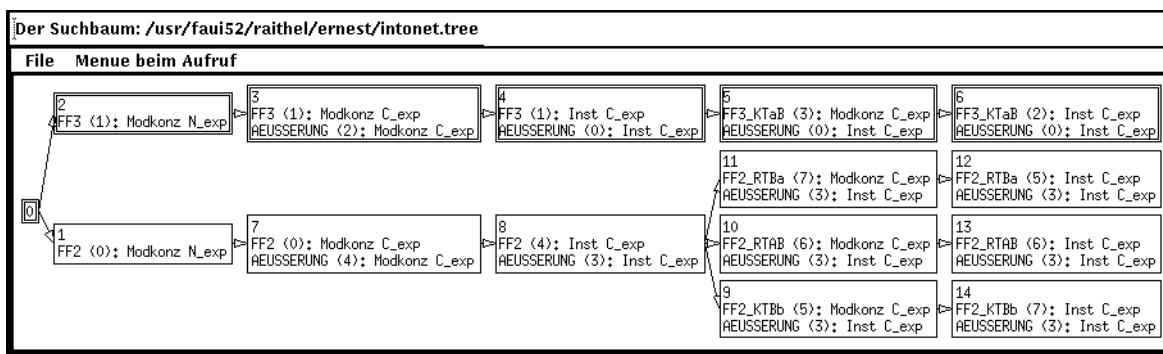 Der Suchbaum: /usr/faui52/raithel/ernest/intonet.tree
File Menue beim Aufruf
2
FF3 (1): Modkonz N_exp
3
FF3 (1): Modkonz C_exp
AEUSSERUNG (2): Modkonz C_exp
4
FF3 (1): Inst C_exp
AEUSSERUNG (0): Inst C_exp
5
FF3_KTaB (3): Modkonz C_exp
AEUSSERUNG (0): Inst C_exp
6
FF3_KTaB (2): Inst C_exp
AEUSSERUNG (0): Inst C_exp
11
FF2_RTBa (7): Modkonz C_exp
AEUSSERUNG (3): Inst C_exp
12
FF2_RTBa (5): Inst C_exp
AEUSSERUNG (3): Inst C_exp
0
1
FF2 (0): Modkonz N_exp
7
FF2 (0): Modkonz C_exp
AEUSSERUNG (4): Modkonz C_exp
8
FF2 (4): Inst C_exp
AEUSSERUNG (3): Inst C_exp
10
FF2_RTAB (6): Modkonz C_exp
AEUSSERUNG (3): Inst C_exp
13
FF2_RTAB (6): Inst C_exp
AEUSSERUNG (3): Inst C_exp
9
FF2_KTBb (5): Modkonz C_exp
AEUSSERUNG (3): Inst C_exp
14
FF2_KTBb (7): Inst C_exp
AEUSSERUNG (3): Inst C_exp